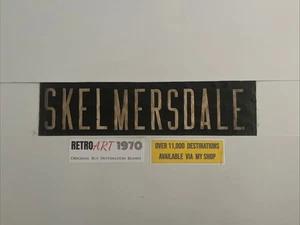 SKELMERSDALE
RETROART 1970
ORIGINAL BUS DESTINATION BLINDS
OVER 11,000 DESTINATIONS
AVAILABLE VIA MY SHOP